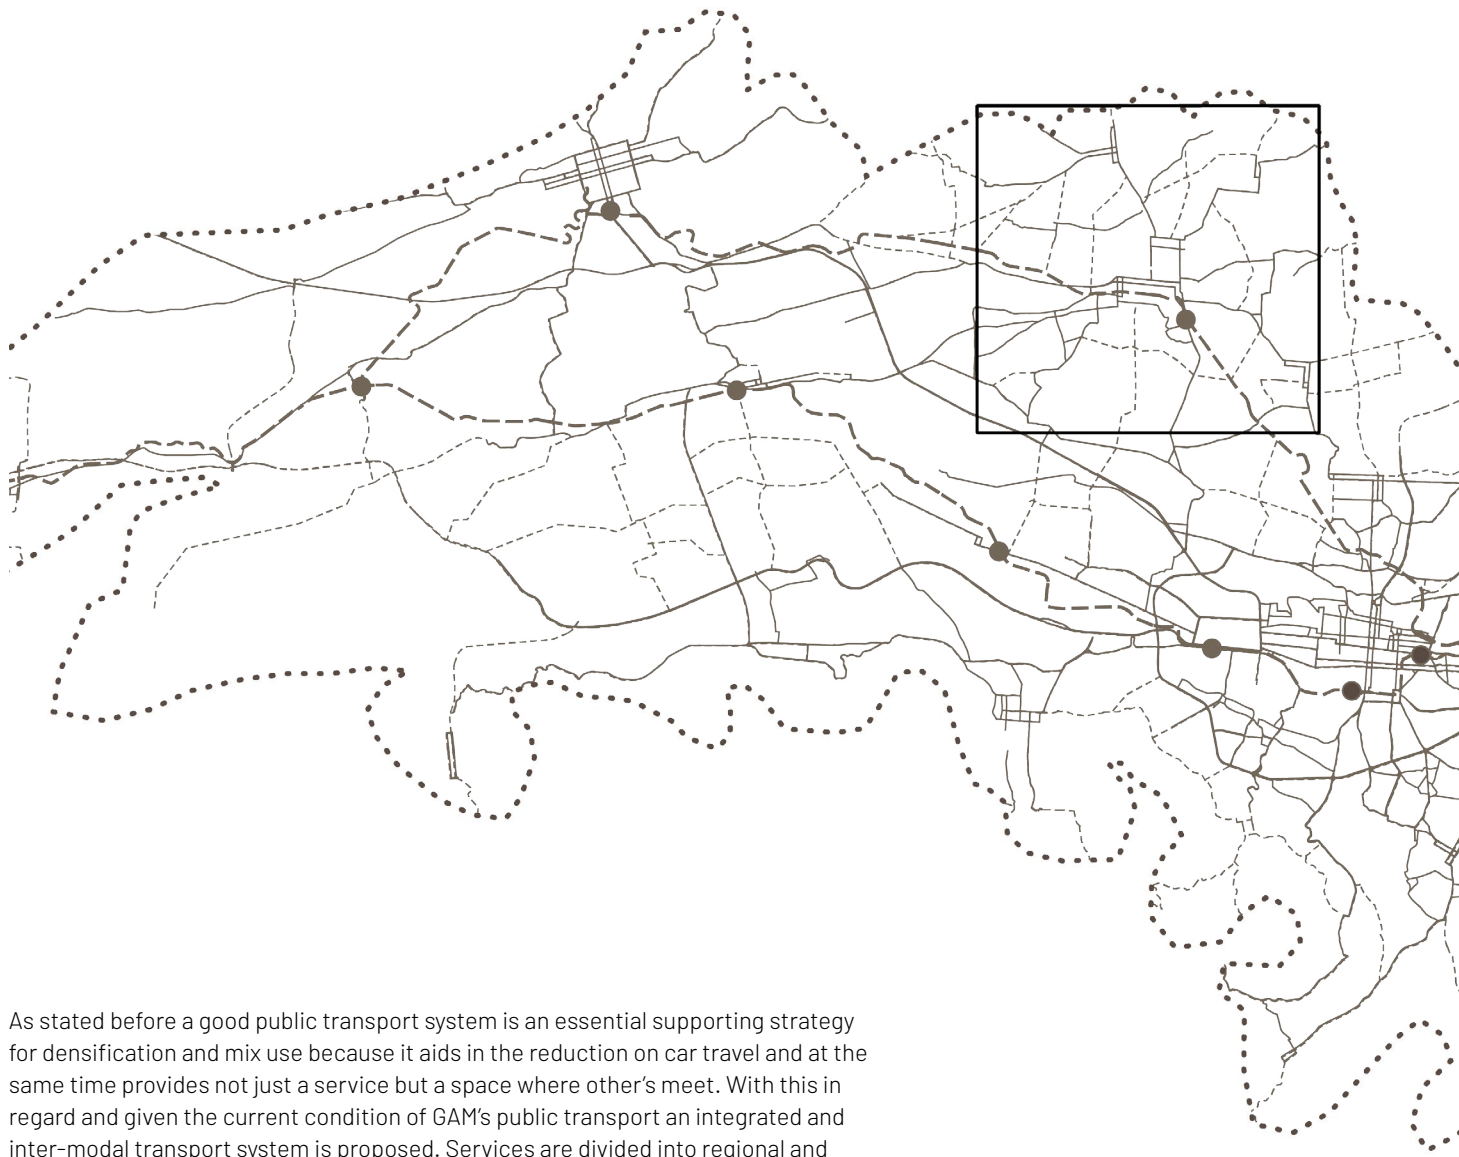 As stated before a good public transport system is an essential supporting strategy
for densification and mix use because it aids in the reduction on car travel and at the
same time provides not just a service but a space where other's meet. With this in
regard and given the current condition of GAM's public transport an integrated and
inter-modal transport system is proposed. Services are divided into regional and